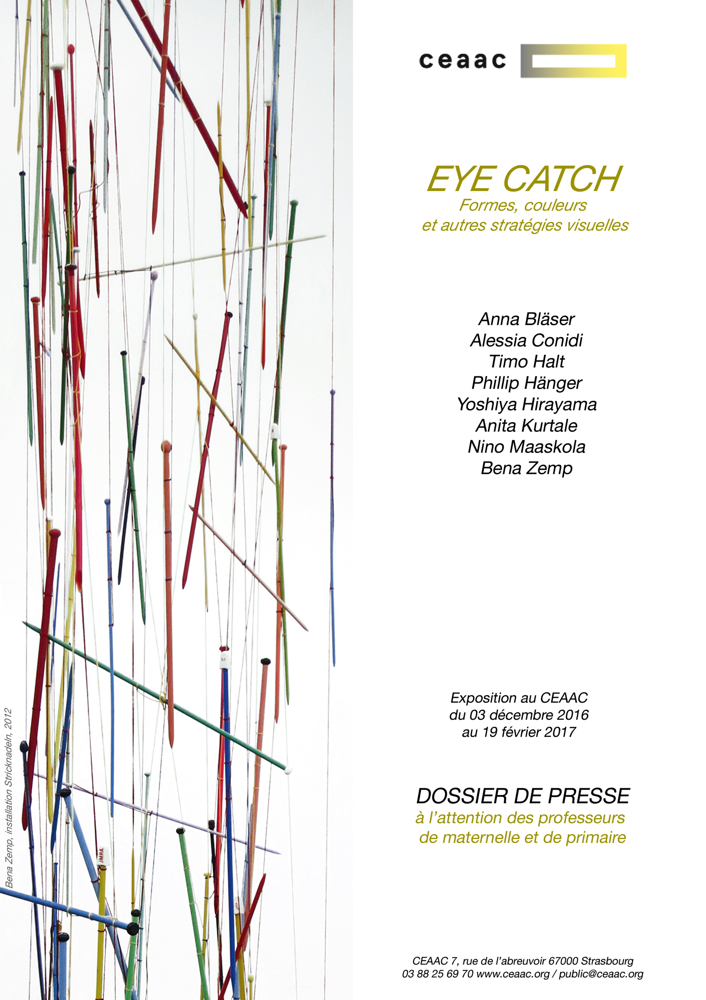 ceaac
EYE CATCH
Formes, couleurs
et autres stratégies visuelles
Anna Bläser
Alessia Conidi
Timo Halt
Phillip Hänger
Yoshiya Hirayama
Anita Kurtale
Nino Maaskola
Bena Zemp
Exposition au CEAAC
du 03 décembre 2016
au 19 février 2017
DOSSIER DE PRESSE
à l'attention des professeurs
de maternelle et de primaire
CEAAC 7, rue de l'abreuvoir 67000 Strasbourg
03 88 25 69 70 www.ceaac.org / public@ceaac.org
Bena Zemp, installation Stricknadeln, 2012
JMRA